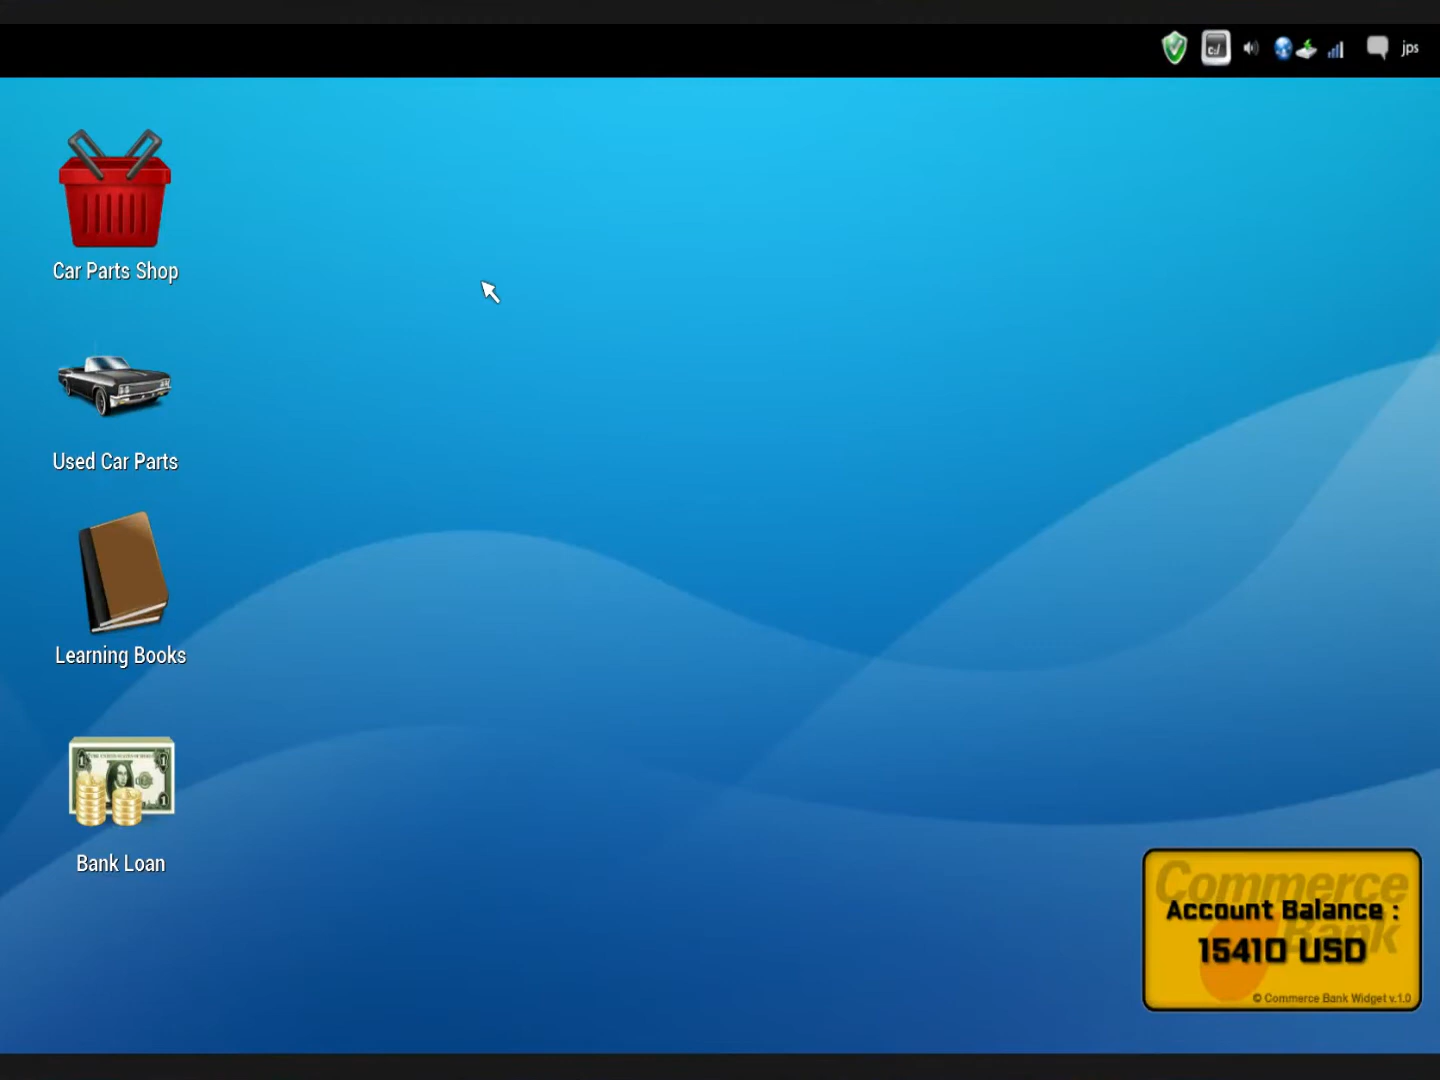 c:/
jps
Car Parts Shop
Used Car Parts
Learning Books
Bank Loan
Commerce
Bank
Account Balance :
15410 USD
© Commerce Bank Widget v.1.0